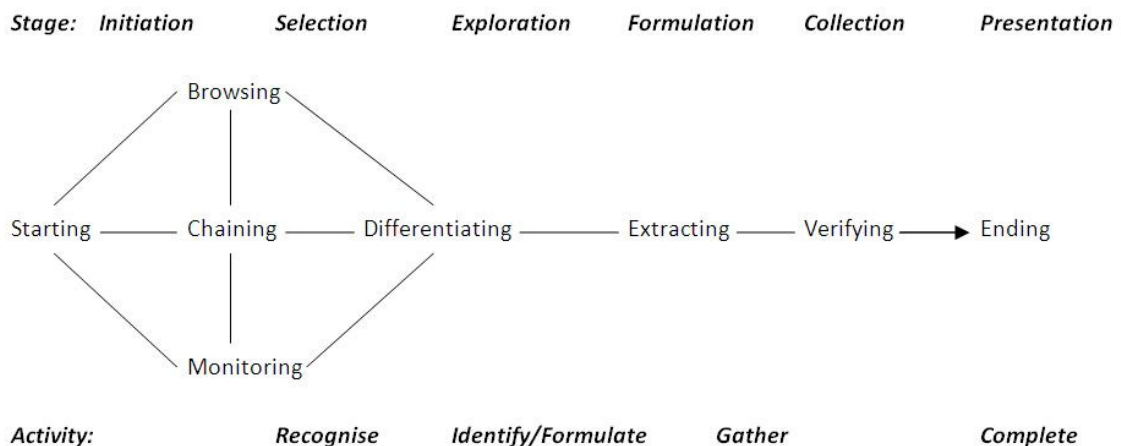 Stage: Initiation Selection Exploration Formulation Collection Presentation
Browsing
Starting Chaining Differentiating Extracting Verifying Ending
Monitoring
Activity: Recognise Identify/Formulate Gather Complete